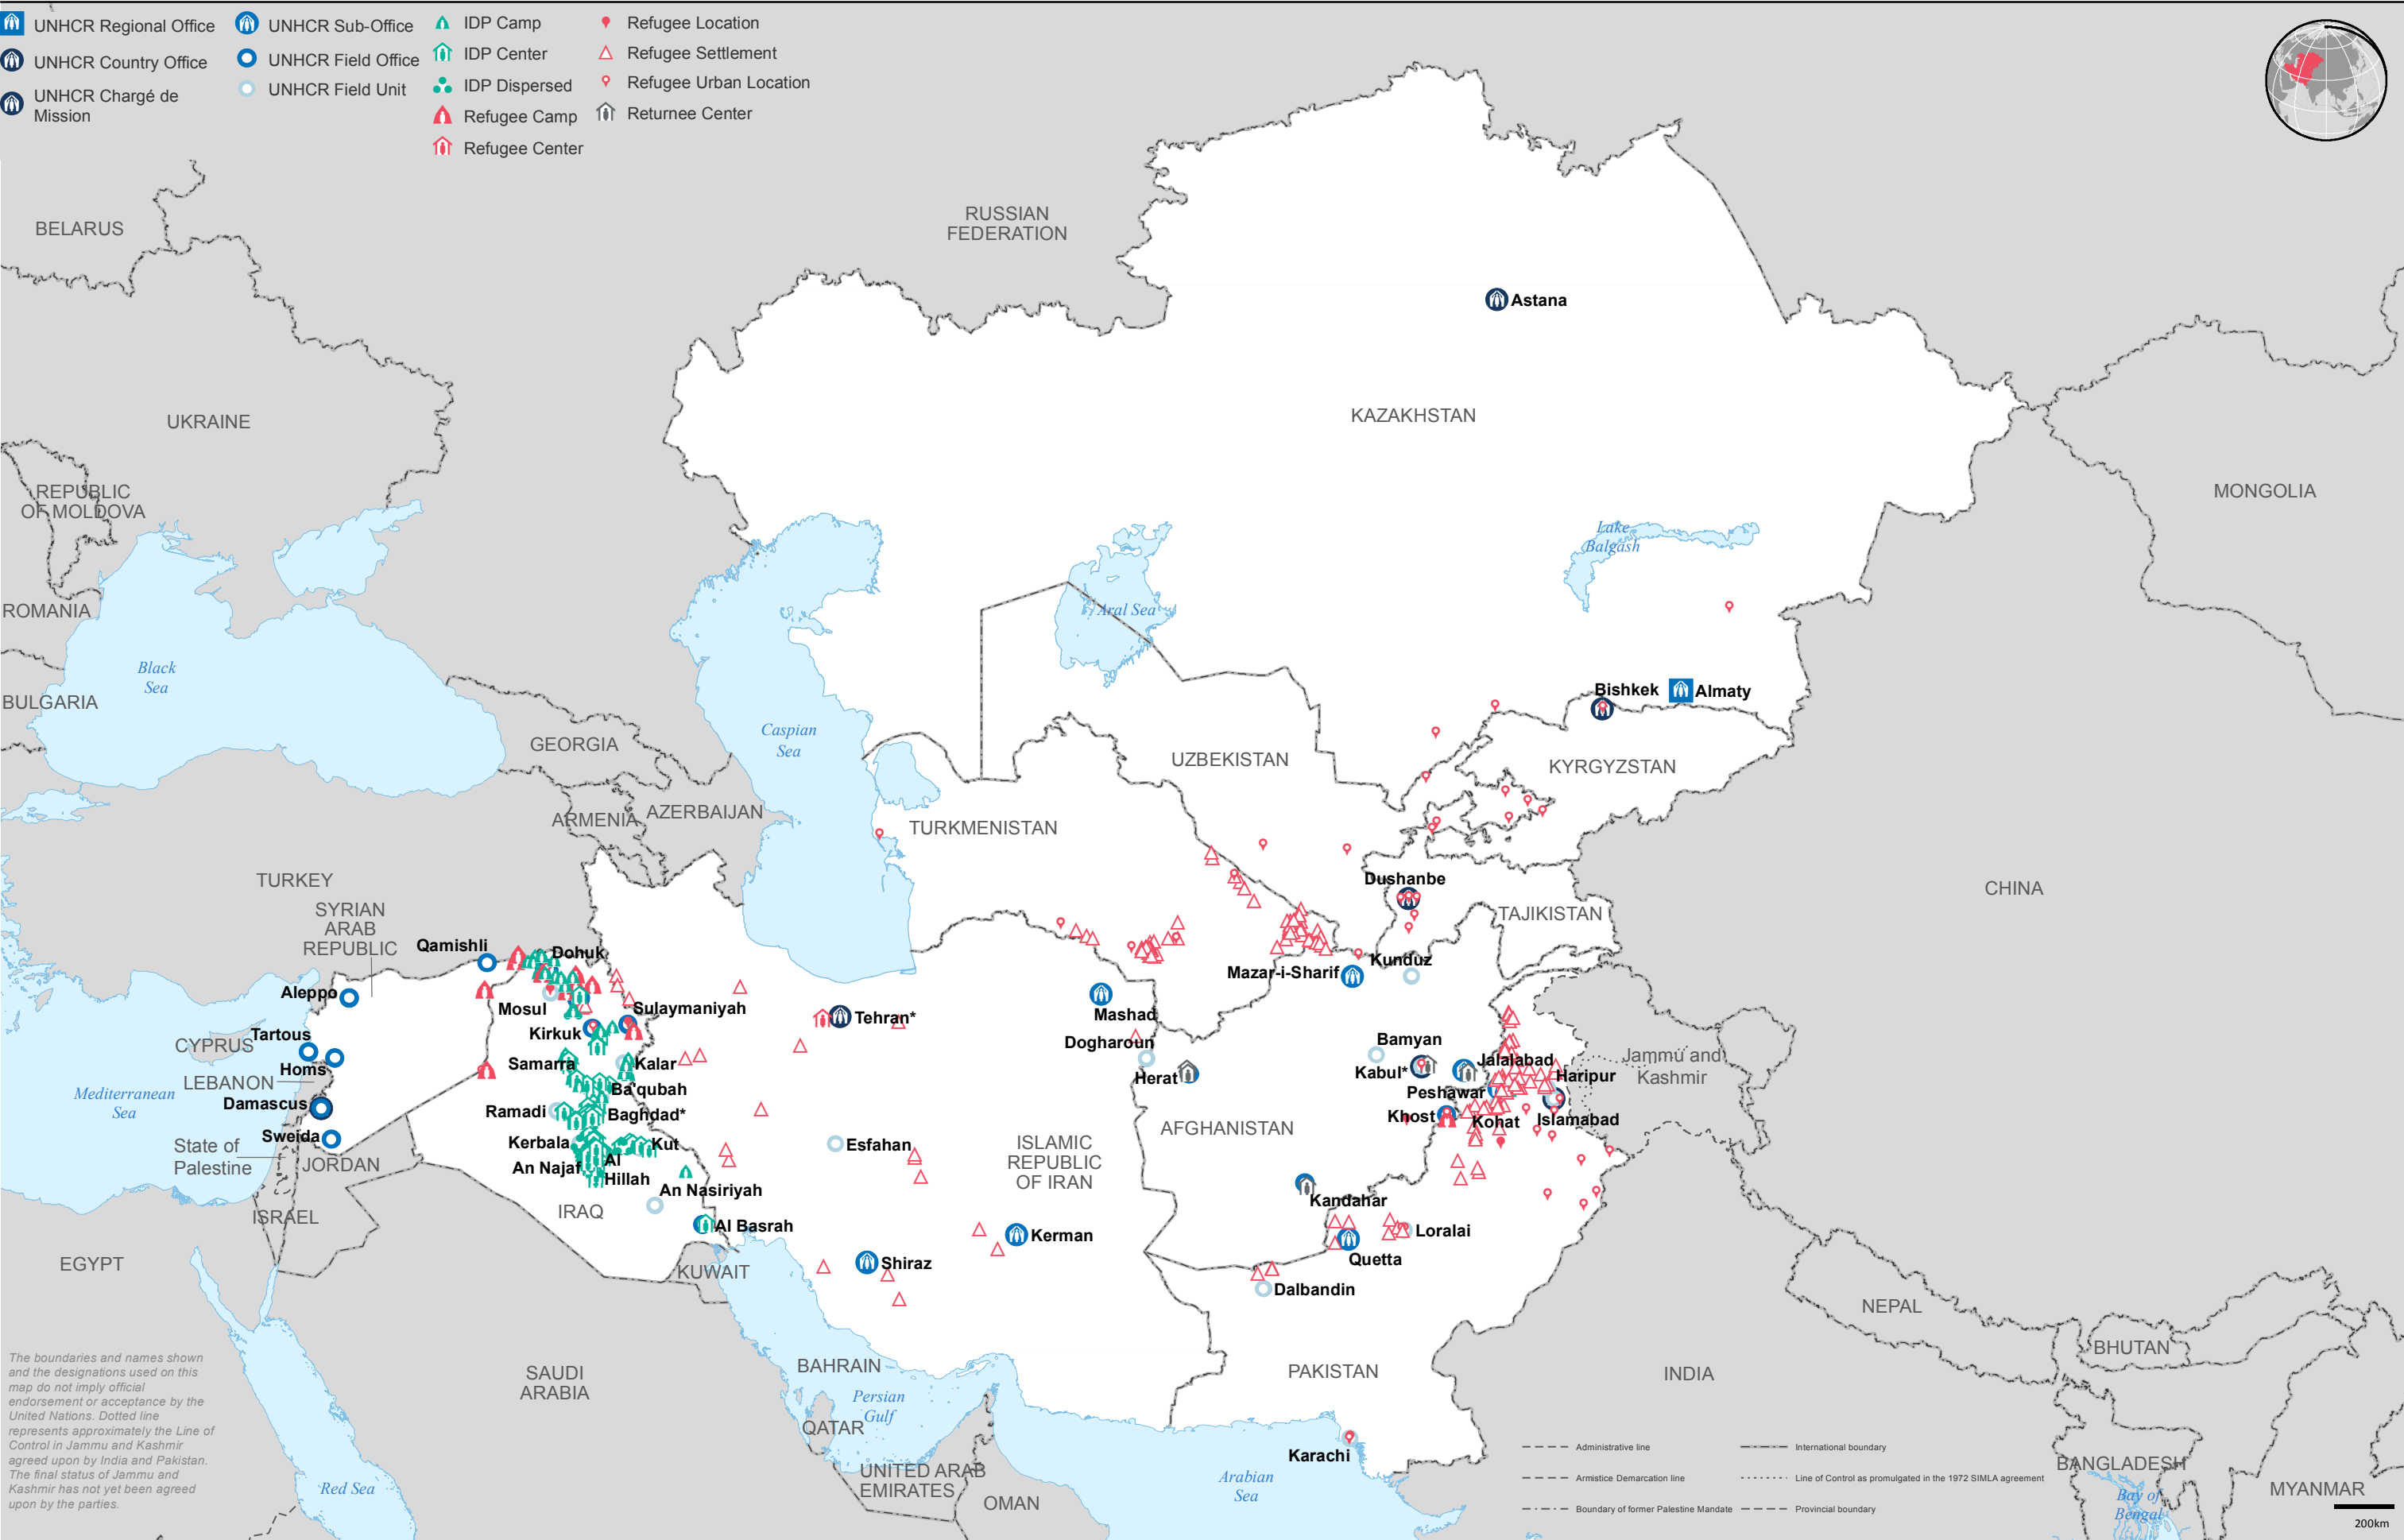 UNHCR Regional Office
UNHCR Country Office
UNHCR Chargé de
Mission
UNHCR Sub-Office
UNHCR Field Office
UNHCR Field Unit
IDP Camp
IDP Center
IDP Dispersed
Refugee Camp
Refugee Center
Refugee Location
Refugee Settlement
Refugee Urban Location
Returnee Center
BELARUS
RUSSIAN
FEDERATION
Astana
KAZAKHSTAN
UKRAINE
REPUBLIC
OF MOLDOVA
MONGOLIA
Lake
Balgash
ROMANIA
Aral Sea
Black
Sea
BULGARIA
Bishkek
Almaty
GEORGIA
Caspian
Sea
UZBEKISTAN
KYRGYZSTAN
ARMENIA
AZERBAIJAN
TURKMENISTAN
TURKEY
Dushanbe
CHINA
SYRIAN
ARAB
REPUBLIC
TAJIKISTAN
Qamishli
Dohuk
Kunduz
Mazar-i-Sharif
Aleppo
Mosul
Sulaymaniyah
Tehran*
Mashad
Kirkuk
Tartous
CYPRUS
Dogharoun
Bamyan
Jammu and
Kashmir
Homs
Samarra
Kalar
Jalalabad
Kabul*
Herat
Haripur
LEBANON
Ba'qubah
Peshawar
Mediterranean
Sea
Damascus
Ramadi
Baghdad*
Khost
Kohat
Islamabad
Sweida
AFGHANISTAN
State of
Palestine
Kerbala
Kut
Esfahan
ISLAMIC
REPUBLIC
OF IRAN
JORDAN
An Najaf
Al
Hillah
An Nasiriyah
Kandahar
ISRAEL
IRAQ
Al Basrah
Kerman
Loralai
EGYPT
KUWAIT
Shiraz
Quetta
Dalbandin
NEPAL
BHUTAN
SAUDI
ARABIA
BAHRAIN
PAKISTAN
INDIA
Persian
Gulf
QATAR
Karachi
UNITED ARAB
EMIRATES
OMAN
Arabian
Sea
Red Sea
BANGLADESH
MYANMAR
Bay of
Bengal
The boundaries and names shown
and the designations used on this
map do not imply official
endorsement or acceptance by the
United Nations. Dotted line
represents approximately the Line of
Control in Jammu and Kashmir
agreed upon by India and Pakistan.
The final status of Jammu and
Kashmir has not yet been agreed
upon by the parties.
Administrative line
Armistice Demarcation line
Boundary of former Palestine Mandate
International boundary
Line of Control as promulgated in the 1972 SIMLA agreement
Provincial boundary
200km